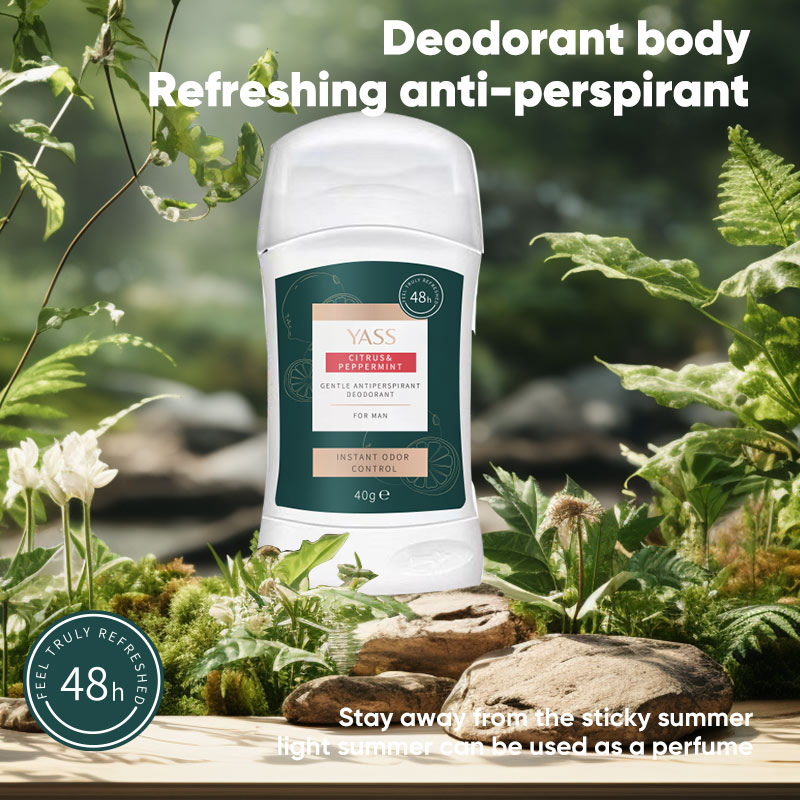 Deodorant body
Refreshing anti-perspirant
FEEL TRULY REFRESHED
48h
YASS
CITRUS&
PEPPERMINT
GENTLE ANTIPERSPIRANT
DEODORANT
FOR MAN
INSTANT ODOR
CONTROL
40g ℮
FEEL TRULY REFRESHED
48h
Stay away from the sticky summer
light summer can be used as a perfume